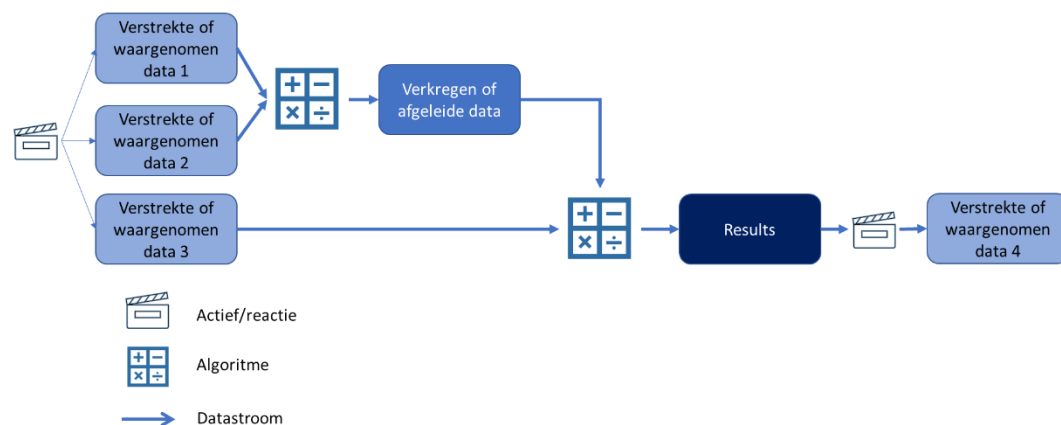 Verstrekte of
waargenomen
data 1
Verstrekte of
waargenomen
data 2
Verstrekte of
waargenomen
data 3
Verkregen of
afgeleide data
Results
Verstrekte of
waargenomen
data 4
Actief/reactie
Algoritme
Datastroom